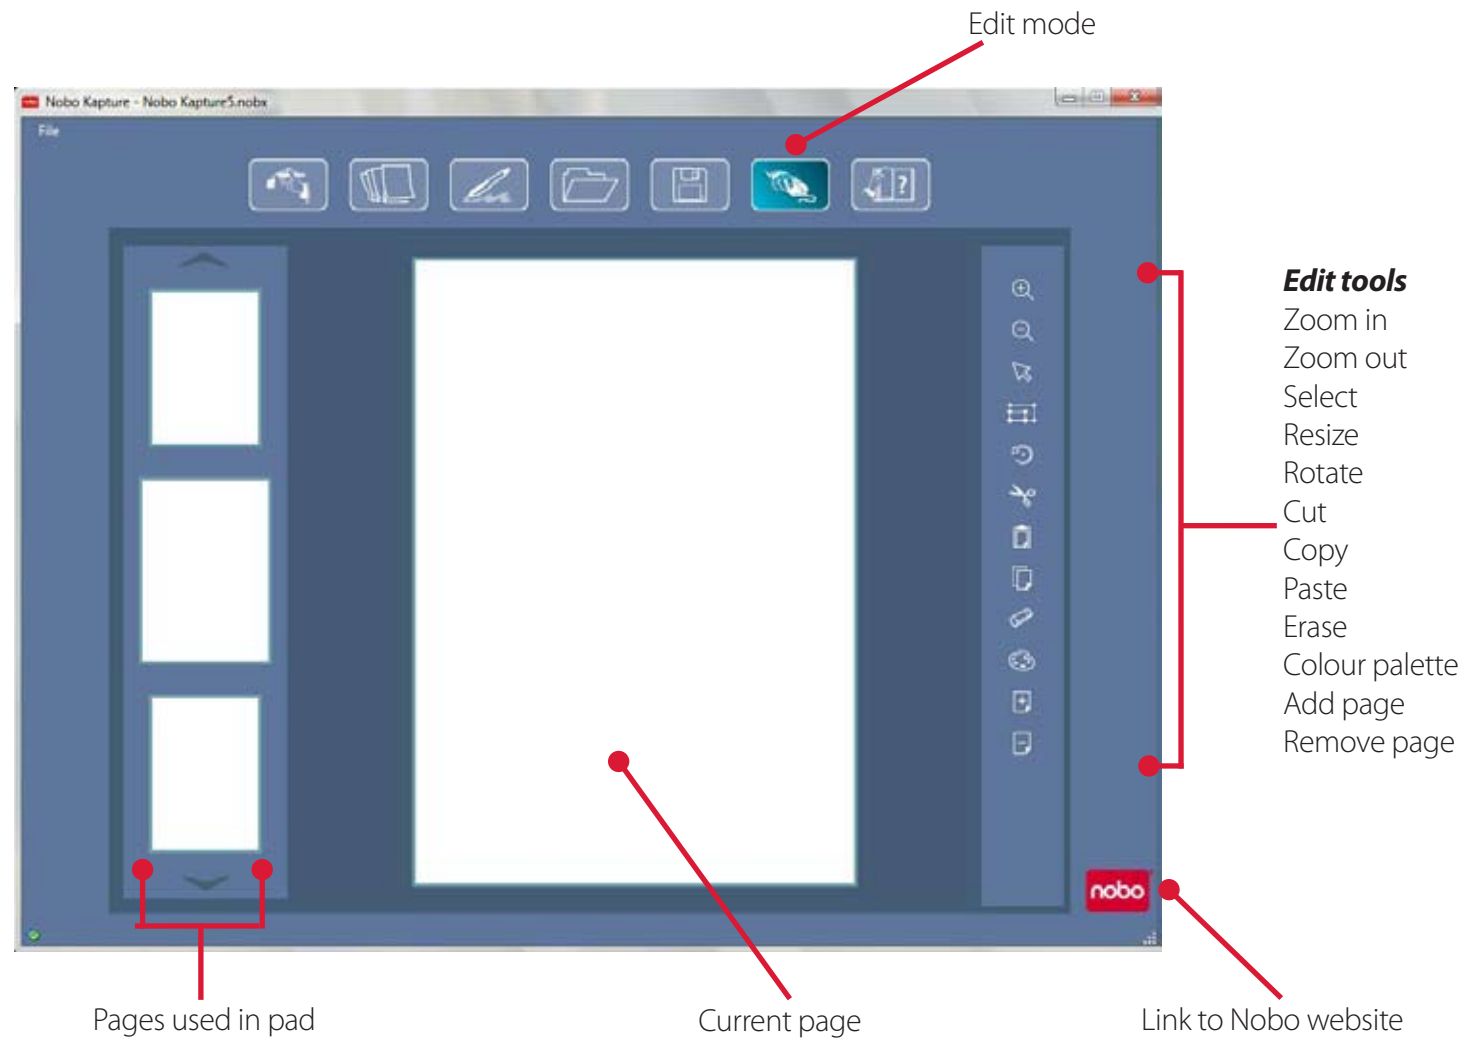 Edit mode
nobo
Nobo Kapture - Nobo Kapture5.nobx
File
?
Edit tools
Zoom in
Zoom out
Select
Resize
Rotate
Cut
Copy
Paste
Erase
Colour palette
Add page
Remove page
nobo
Pages used in pad
Current page
Link to Nobo website